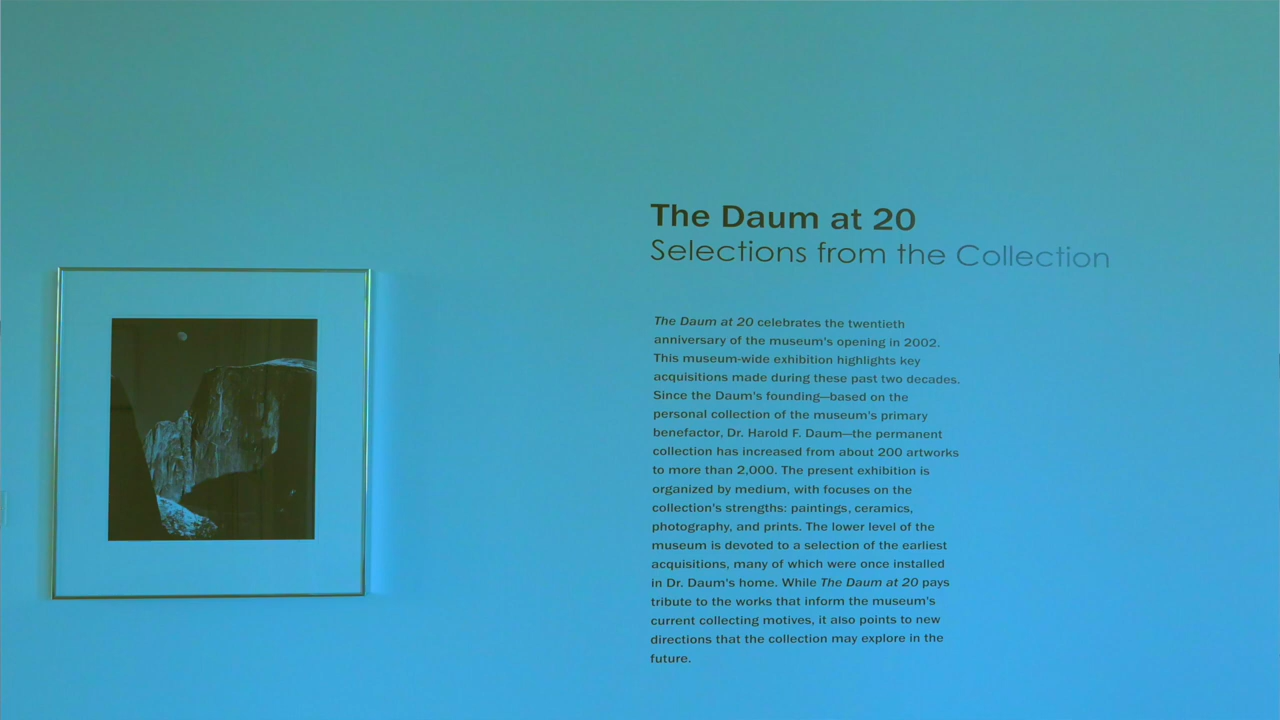 The Daum at 20
Selections from the Collection
The Daum at 20 celebrates the twentieth
anniversary of the museum's opening in 2002.
This museum-wide exhibition highlights key
acquisitions made during these past two decades.
Since the Daum's founding—based on the
personal collection of the museum's primary
benefactor, Dr. Harold F. Daum—the permanent
collection has increased from about 200 artworks
to more than 2,000. The present exhibition is
organized by medium, with focuses on the
collection's strengths: paintings, ceramics,
photography, and prints. The lower level of the
museum is devoted to a selection of the earliest
acquisitions, many of which were once installed
in Dr. Daum's home. While The Daum at 20 pays
tribute to the works that inform the museum's
current collecting motives, it also points to new
directions that the collection may explore in the
future.